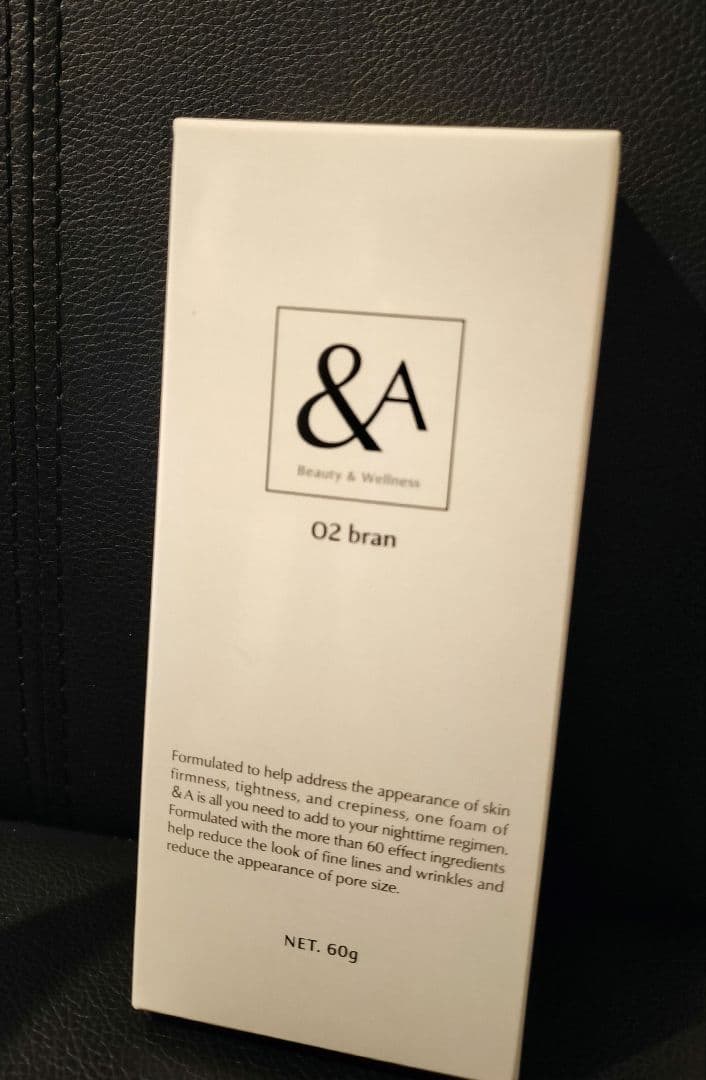 &A
Beauty & Wellness
O2 bran
Formulated to help address the appearance of skin
firmness, tightness, and crepiness, one foam of
&A is all you need to add to your nighttime regimen.
Formulated with the more than 60 effect ingredients
help reduce the look of fine lines and wrinkles and
reduce the appearance of pore size.
NET. 60g